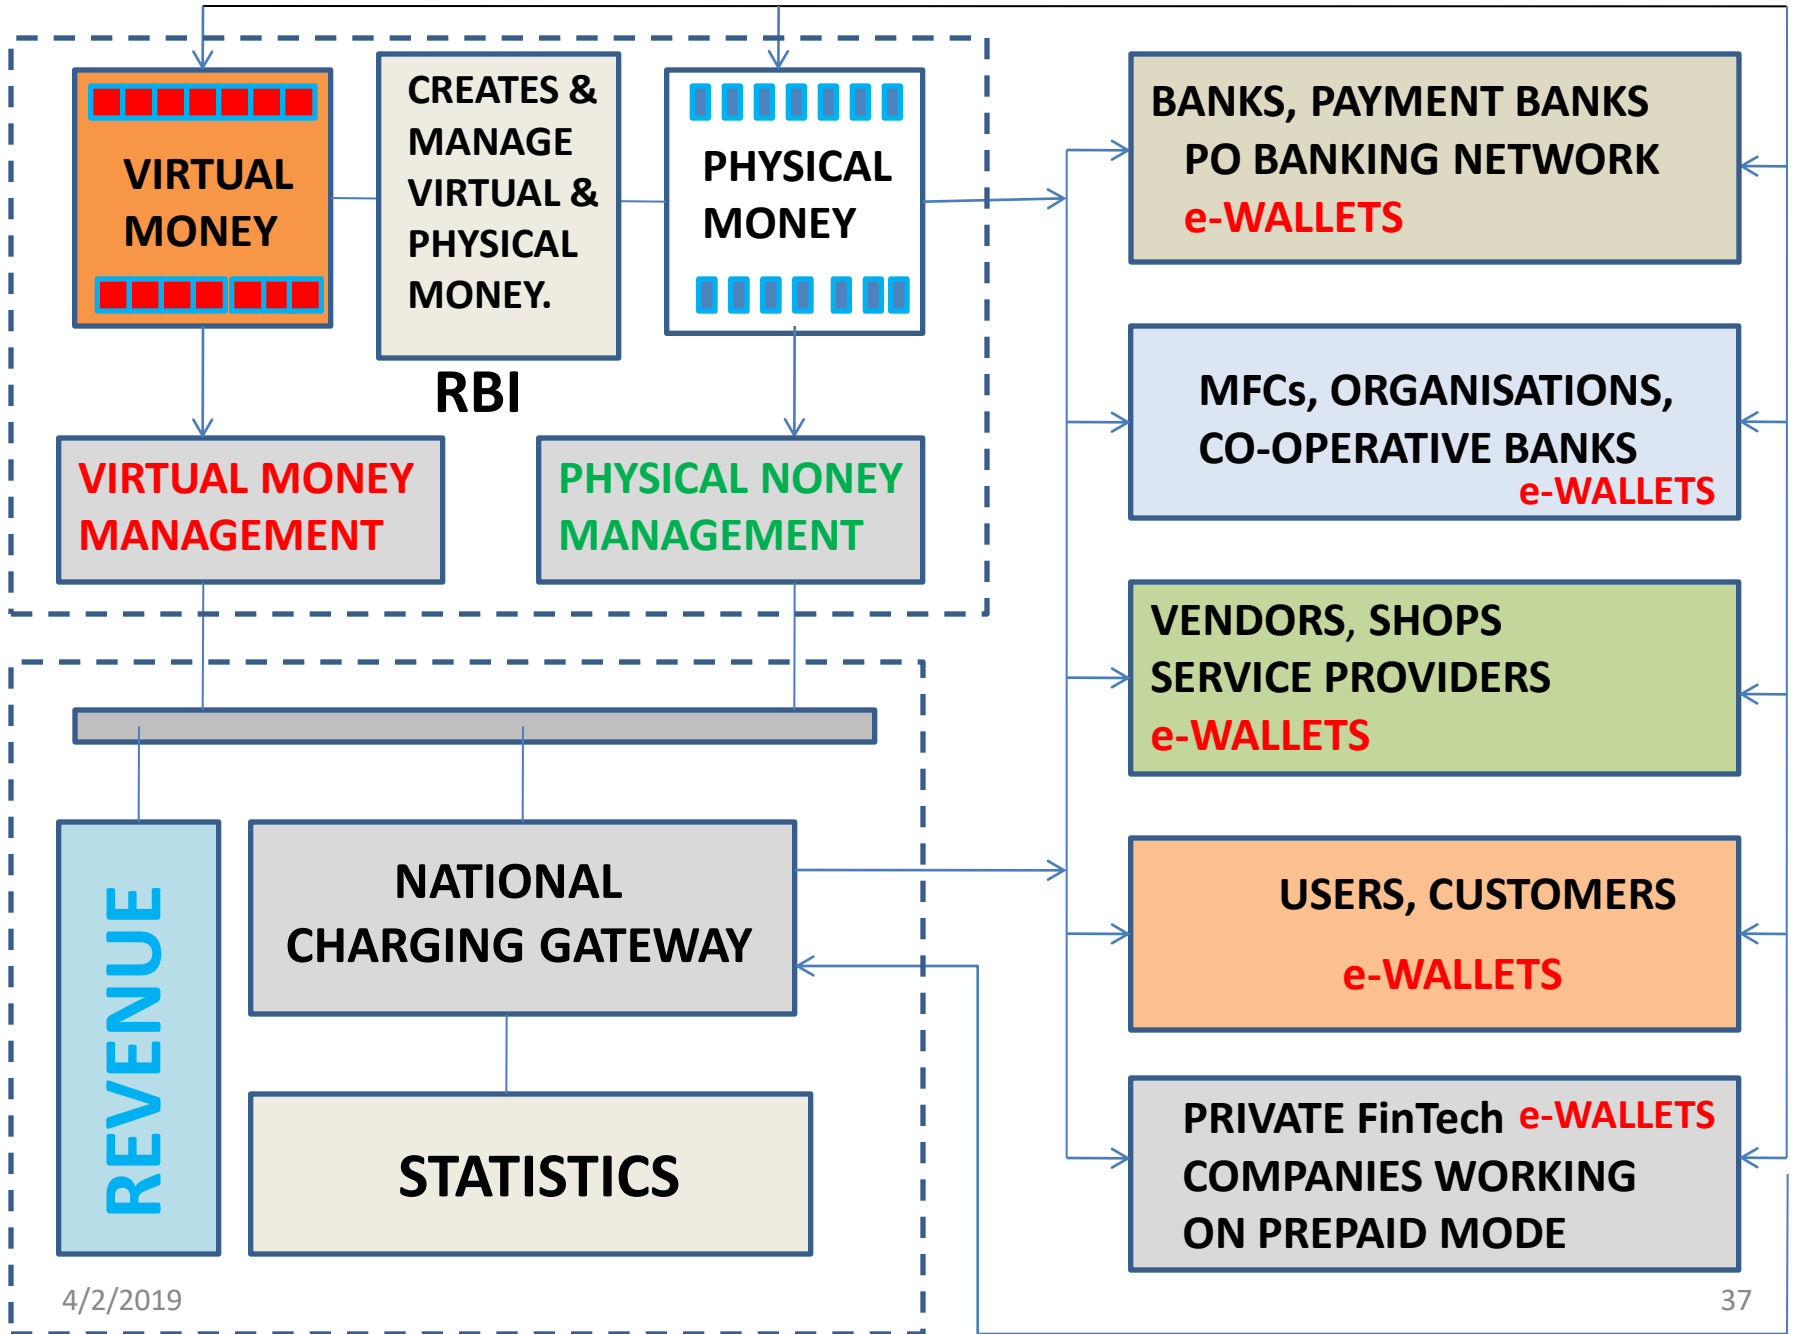 VIRTUAL
MONEY
CREATES &
MANAGE
VIRTUAL &
PHYSICAL
MONEY.
PHYSICAL
MONEY
RBI
VIRTUAL MONEY
MANAGEMENT
PHYSICAL NONEY
MANAGEMENT
REVENUE
NATIONAL
CHARGING GATEWAY
STATISTICS
BANKS, PAYMENT BANKS
PO BANKING NETWORK
e-WALLETS
MFCs, ORGANISATIONS,
CO-OPERATIVE BANKS
e-WALLETS
VENDORS, SHOPS
SERVICE PROVIDERS
e-WALLETS
USERS, CUSTOMERS
e-WALLETS
PRIVATE FinTech e-WALLETS
COMPANIES WORKING
ON PREPAID MODE
4/2/2019
37